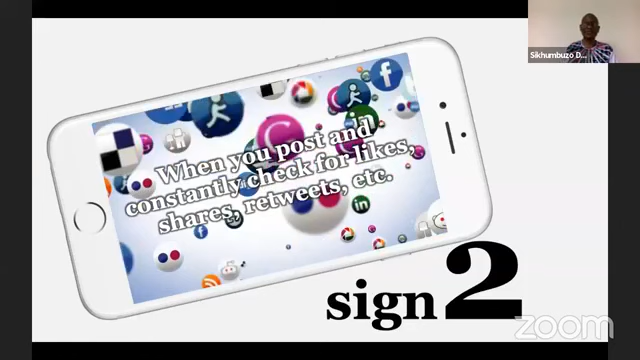 Sikhumbuzo D...
When you post and
constantly check for likes,
shares, retweets, etc.
sign 2
zoom